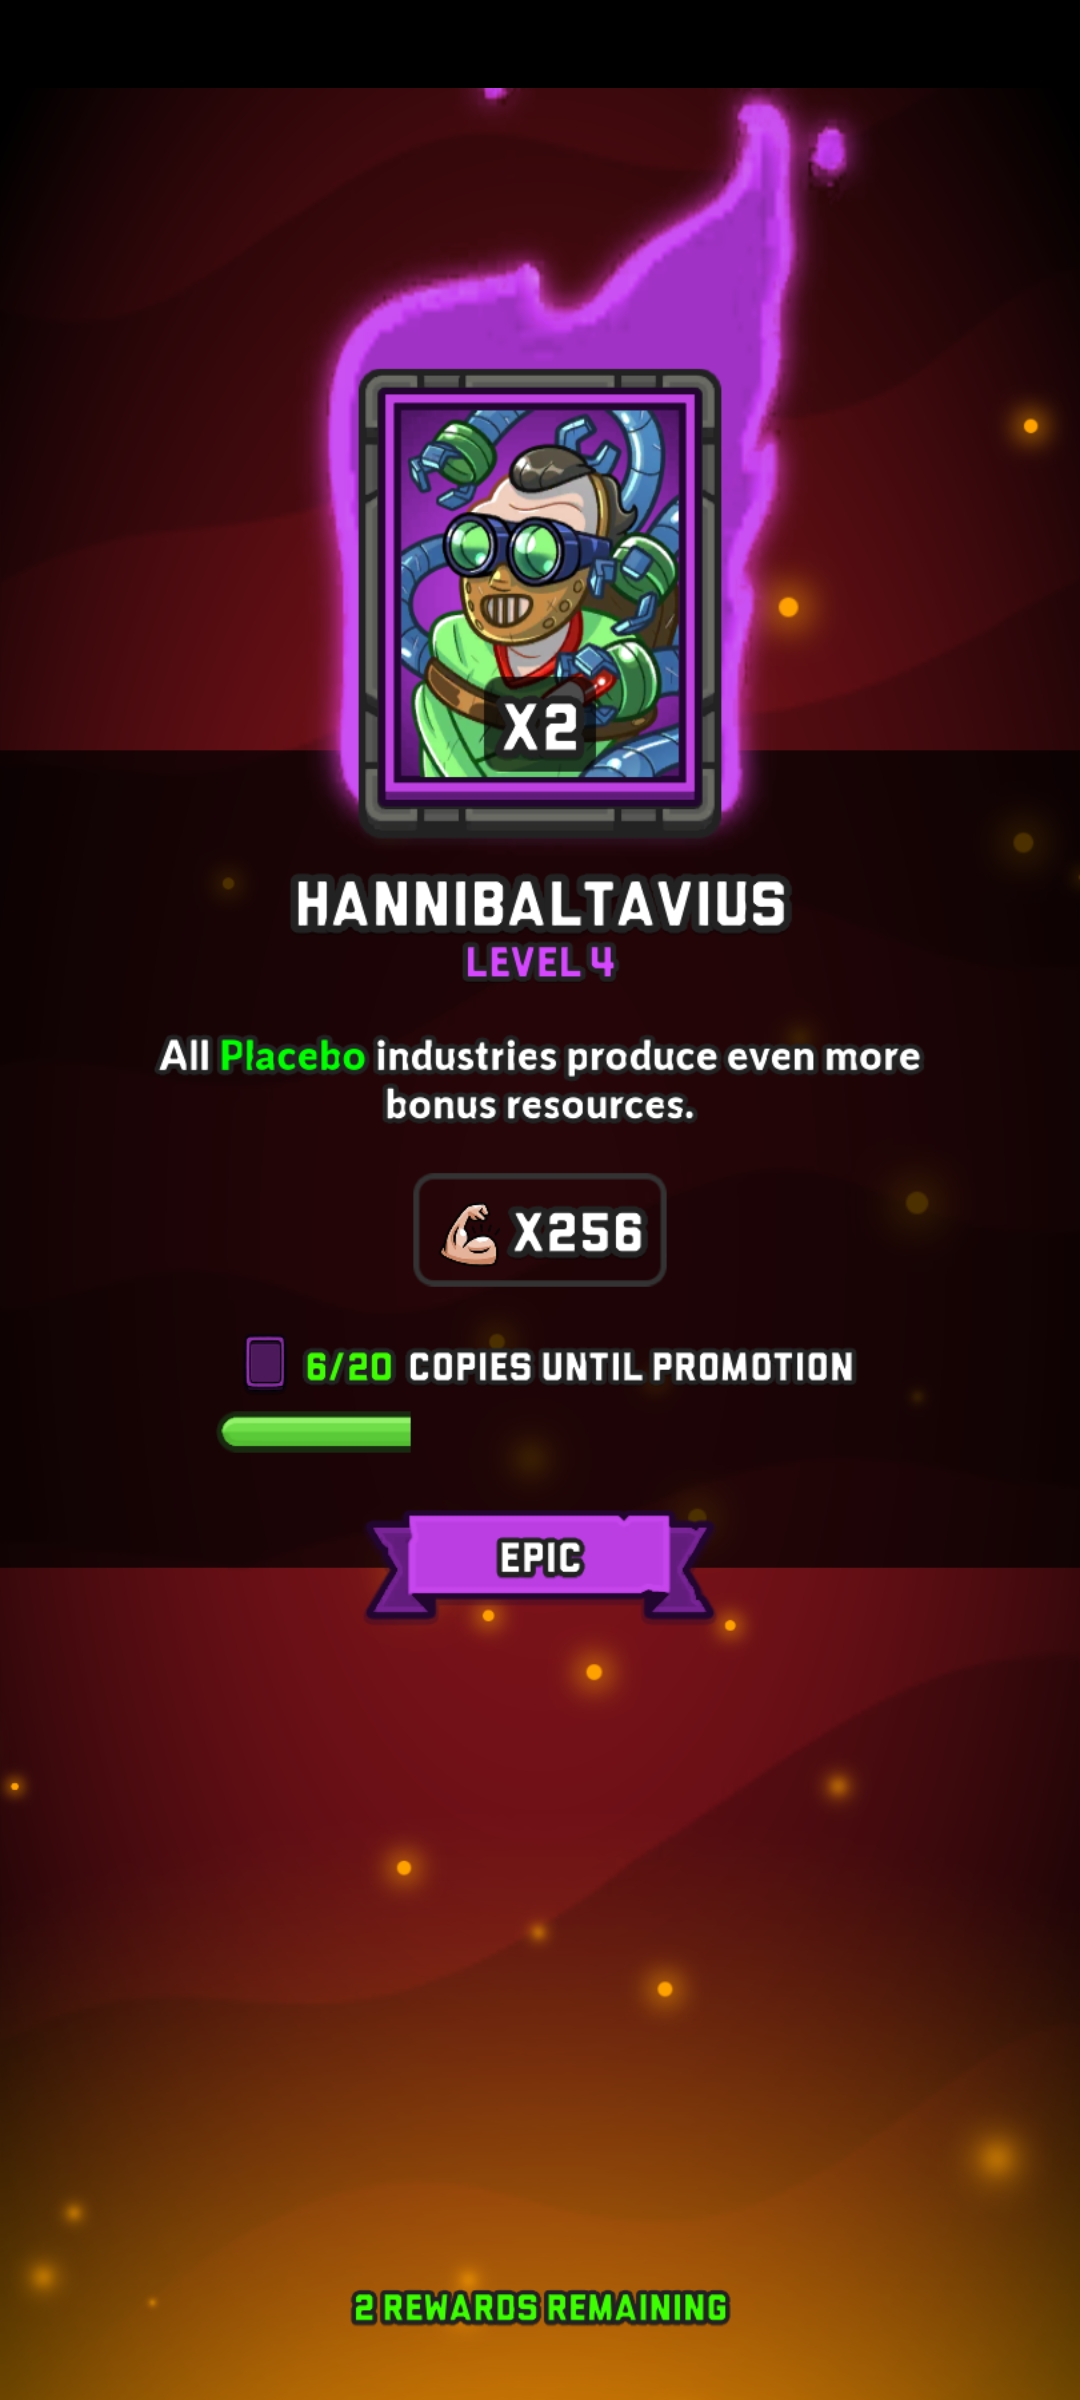 X2
HANNIBALTAVIUS
LEVEL 4
All Placebo industries produce even more
bonus resources.
X256
6/20 COPIES UNTIL PROMOTION
EPIC
2 REWARDS REMAINING